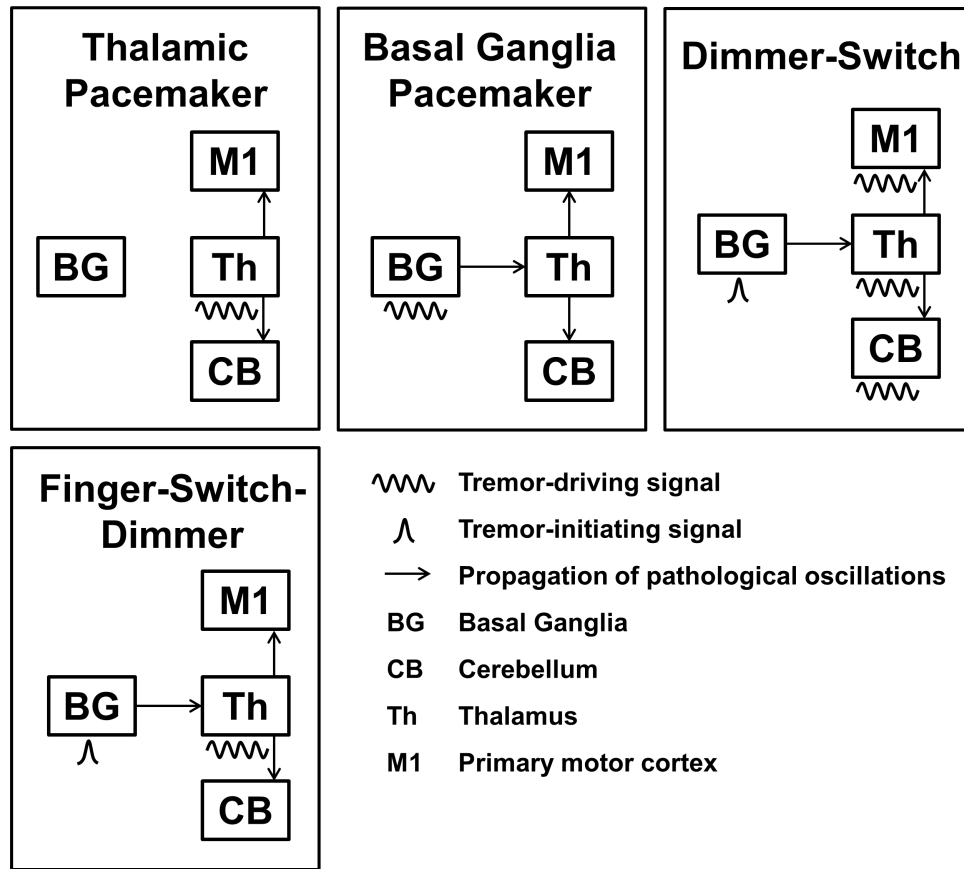 Thalamic
Pacemaker
M1
BG
Th
CB
Basal Ganglia
Pacemaker
M1
BG
Th
CB
Dimmer-Switch
M1
BG
Th
CB
Finger-Switch-
Dimmer
M1
BG
Th
CB
Tremor-driving signal
Tremor-initiating signal
Propagation of pathological oscillations
BG Basal Ganglia
CB Cerebellum
Th Thalamus
M1 Primary motor cortex